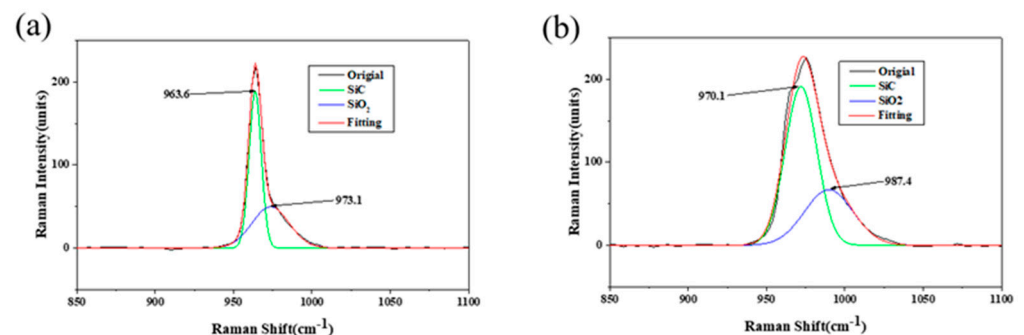 (a)
Raman Intensity(units)
200
100
0
963.6
973.1
Origial
SiC
SiO₂
Fitting
850 900 950 1000 1050 1100
Raman Shift(cm⁻¹)
(b)
Raman Intensity(units)
200
100
0
970.1
987.4
Origial
SiC
SiO2
Fitting
850 900 950 1000 1050 1100
Raman Shift(cm⁻¹)